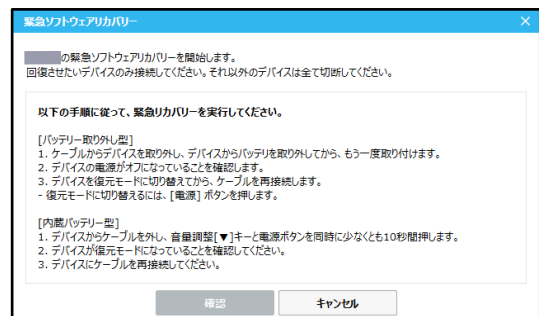 緊急ソフトウェアリカバリー
の緊急ソフトウェアリカバリーを開始します。
回復させたいデバイスのみ接続してください。それ以外のデバイスは全て切断してください。
以下の手順に従って、緊急リカバリーを実行してください。
[バッテリー取り外し型]
1. ケーブルからデバイスを取り外し、デバイスからバッテリを取り外してから、もう一度取り付けます。
2. デバイスの電源がオフになっていることを確認します。
3. デバイスを復元モードに切り替えてから、ケーブルを再接続します。
- 復元モードに切り替えるには、[電源] ボタンを押します。
[内蔵バッテリー型]
1. デバイスからケーブルを外し、音量調整[▼]キーと電源ボタンを同時に少なくとも10秒間押します。
2. デバイスが復元モードになっていることを確認してください。
3. デバイスにケーブルを再接続してください。
確認 キャンセル